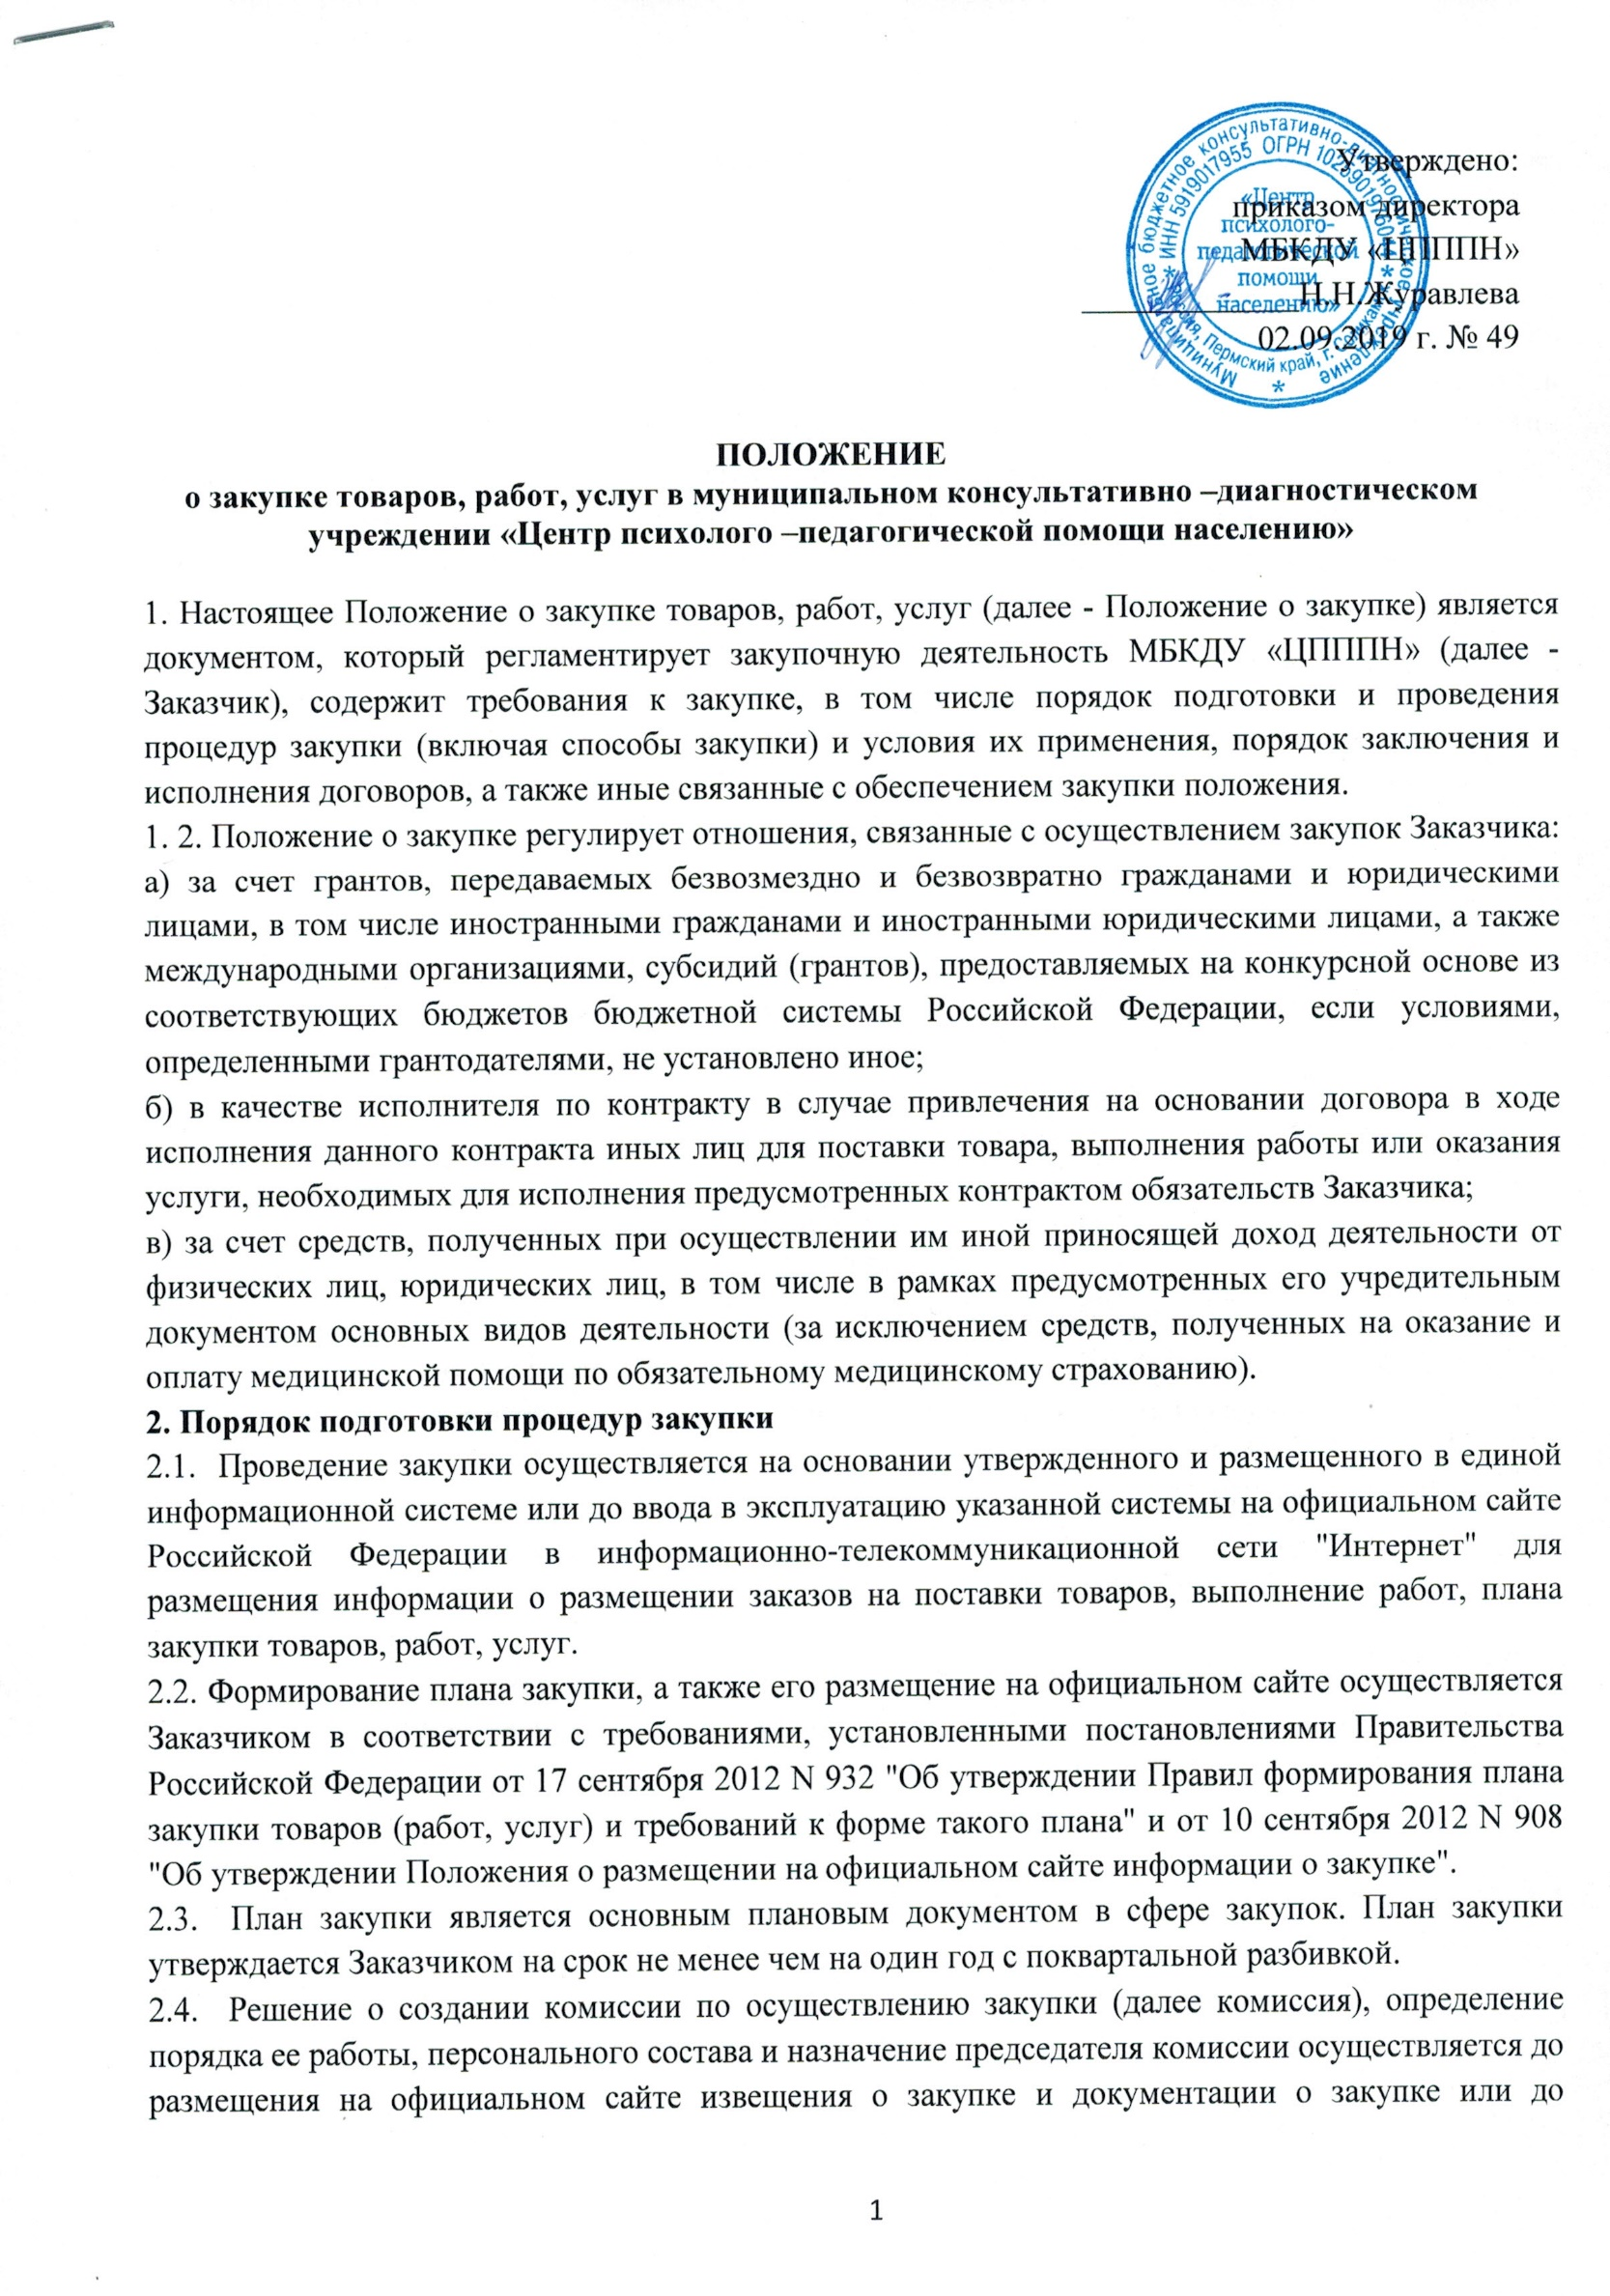 Утверждено:
приказом директора
МБКДУ «ЦПППН»
Н.Н.Журавлева
02.09.2019 г. № 49
Муниципальное бюджетное консультативно-диагностическое учреждение
ИНН 5919017955 ОГРН
Россия, Пермский край, г. Соликамск
«Центр
психолого-
педагогической
помощи
населению»
ПОЛОЖЕНИЕ
о закупке товаров, работ, услуг в муниципальном консультативно –диагностическом
учреждении «Центр психолого –педагогической помощи населению»
1. Настоящее Положение о закупке товаров, работ, услуг (далее - Положение о закупке) является
документом, который регламентирует закупочную деятельность МБКДУ «ЦПППН» (далее -
Заказчик), содержит требования к закупке, в том числе порядок подготовки и проведения
процедур закупки (включая способы закупки) и условия их применения, порядок заключения и
исполнения договоров, а также иные связанные с обеспечением закупки положения.
1. 2. Положение о закупке регулирует отношения, связанные с осуществлением закупок Заказчика:
а) за счет грантов, передаваемых безвозмездно и безвозвратно гражданами и юридическими
лицами, в том числе иностранными гражданами и иностранными юридическими лицами, а также
международными организациями, субсидий (грантов), предоставляемых на конкурсной основе из
соответствующих бюджетов бюджетной системы Российской Федерации, если условиями,
определенными грантодателями, не установлено иное;
б) в качестве исполнителя по контракту в случае привлечения на основании договора в ходе
исполнения данного контракта иных лиц для поставки товара, выполнения работы или оказания
услуги, необходимых для исполнения предусмотренных контрактом обязательств Заказчика;
в) за счет средств, полученных при осуществлении им иной приносящей доход деятельности от
физических лиц, юридических лиц, в том числе в рамках предусмотренных его учредительным
документом основных видов деятельности (за исключением средств, полученных на оказание и
оплату медицинской помощи по обязательному медицинскому страхованию).
2. Порядок подготовки процедур закупки
2.1. Проведение закупки осуществляется на основании утвержденного и размещенного в единой
информационной системе или до ввода в эксплуатацию указанной системы на официальном сайте
Российской Федерации в информационно-телекоммуникационной сети "Интернет" для
размещения информации о размещении заказов на поставки товаров, выполнение работ, плана
закупки товаров, работ, услуг.
2.2. Формирование плана закупки, а также его размещение на официальном сайте осуществляется
Заказчиком в соответствии с требованиями, установленными постановлениями Правительства
Российской Федерации от 17 сентября 2012 N 932 "Об утверждении Правил формирования плана
закупки товаров (работ, услуг) и требований к форме такого плана" и от 10 сентября 2012 N 908
"Об утверждении Положения о размещении на официальном сайте информации о закупке".
2.3. План закупки является основным плановым документом в сфере закупок. План закупки
утверждается Заказчиком на срок не менее чем на один год с поквартальной разбивкой.
2.4. Решение о создании комиссии по осуществлению закупки (далее комиссия), определение
порядка ее работы, персонального состава и назначение председателя комиссии осуществляется до
размещения на официальном сайте извещения о закупке и документации о закупке или до
1